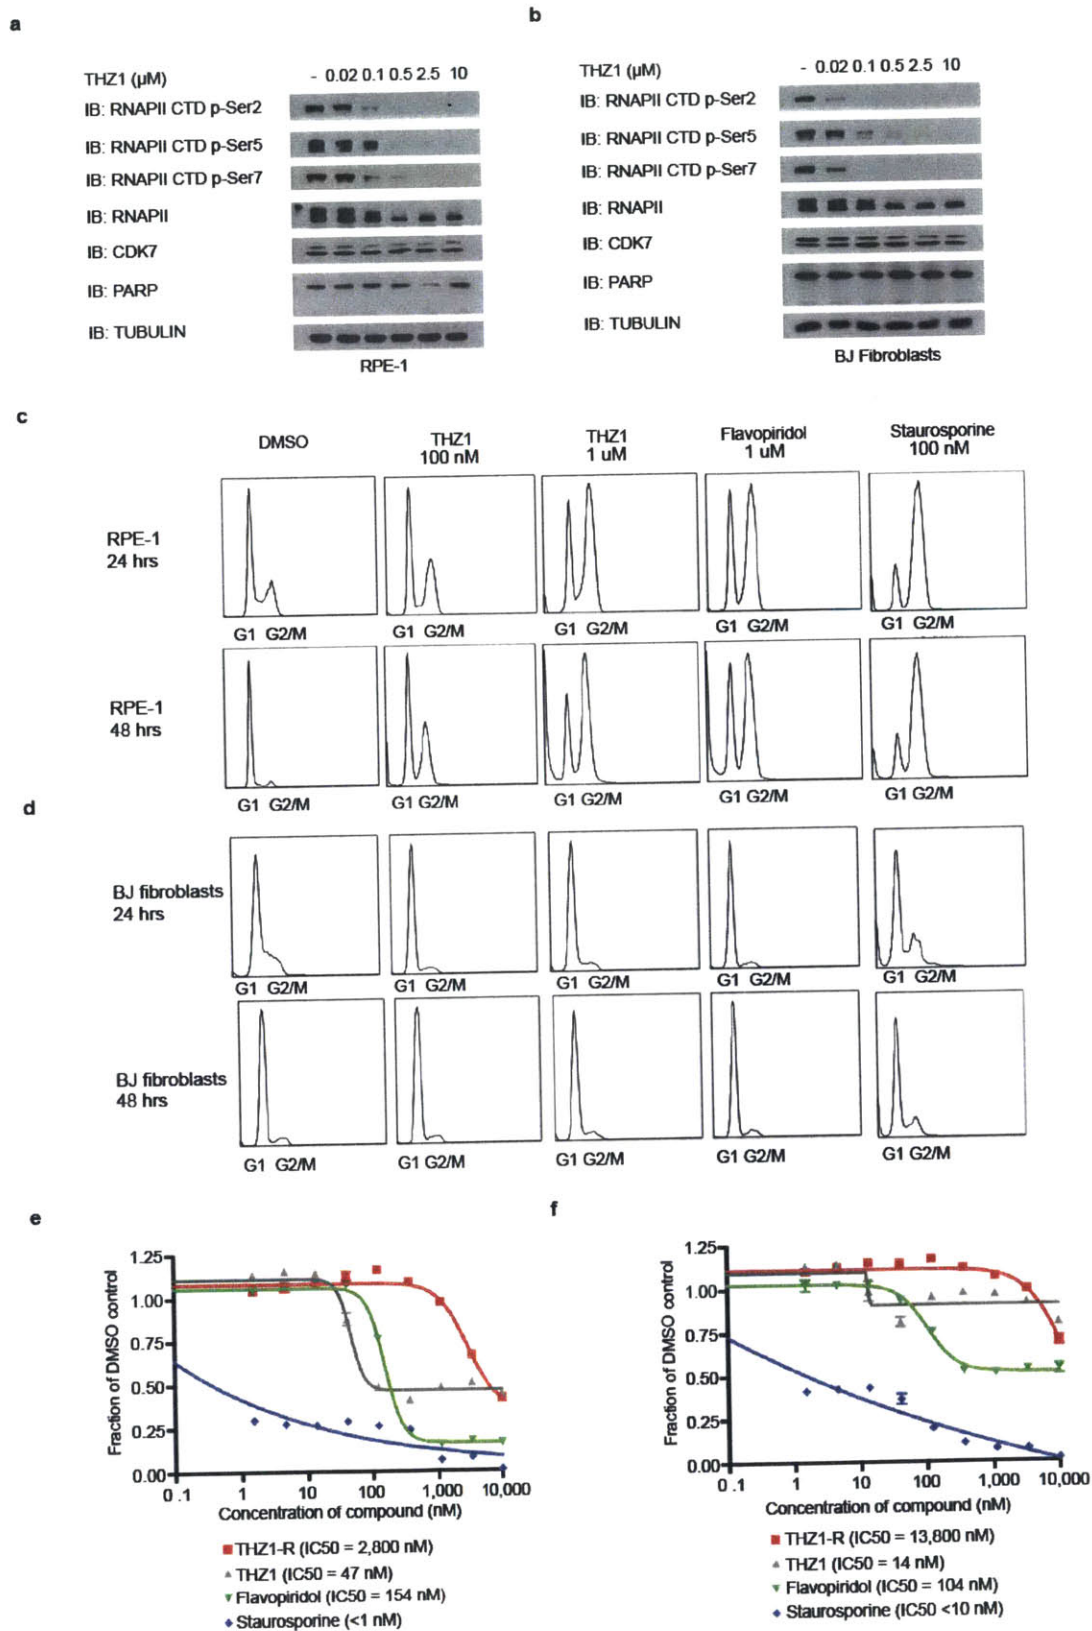 a
THZ1 (µM)
- 0.02 0.1 0.5 2.5 10
IB: RNAPII CTD p-Ser2
IB: RNAPII CTD p-Ser5
IB: RNAPII CTD p-Ser7
IB: RNAPII
IB: CDK7
IB: PARP
IB: TUBULIN
RPE-1
b
THZ1 (µM)
- 0.02 0.1 0.5 2.5 10
IB: RNAPII CTD p-Ser2
IB: RNAPII CTD p-Ser5
IB: RNAPII CTD p-Ser7
IB: RNAPII
IB: CDK7
IB: PARP
IB: TUBULIN
BJ Fibroblasts
c
DMSO
THZ1
100 nM
THZ1
1 uM
Flavopiridol
1 uM
Staurosporine
100 nM
RPE-1
24 hrs
G1 G2/M
G1 G2/M
G1 G2/M
G1 G2/M
G1 G2/M
RPE-1
48 hrs
G1 G2/M
G1 G2/M
G1 G2/M
G1 G2/M
G1 G2/M
d
BJ fibroblasts
24 hrs
G1 G2/M
G1 G2/M
G1 G2/M
G1 G2/M
G1 G2/M
BJ fibroblasts
48 hrs
G1 G2/M
G1 G2/M
G1 G2/M
G1 G2/M
G1 G2/M
e
Fraction of DMSO control
1.25
1.00
0.75
0.50
0.25
0.00
0.1 1 10 100 1,000 10,000
Concentration of compound (nM)
THZ1-R (IC50 = 2,800 nM)
THZ1 (IC50 = 47 nM)
Flavopiridol (IC50 = 154 nM)
Staurosporine (<1 nM)
f
Fraction of DMSO control
1.25
1.00
0.75
0.50
0.25
0.00
0.1 1 10 100 1,000 10,000
Concentration of compound (nM)
THZ1-R (IC50 = 13,800 nM)
THZ1 (IC50 = 14 nM)
Flavopiridol (IC50 = 104 nM)
Staurosporine (IC50 <10 nM)